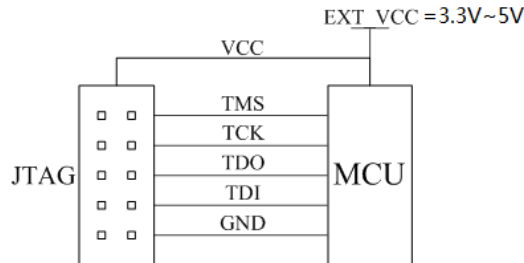 EXT_VCC=3.3V~5V
VCC
TMS
TCK
TDO
JTAG
MCU
TDI
GND